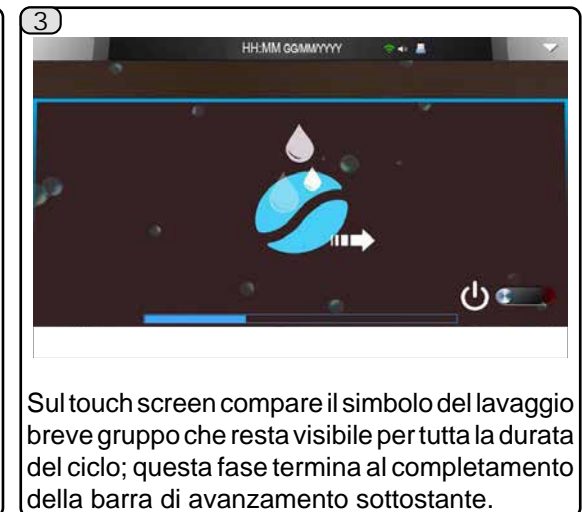 3
HH:MM GG/MM/YYYY
Sul touch screen compare il simbolo del lavaggio
breve gruppo che resta visibile per tutta la durata
del ciclo; questa fase termina al completamento
della barra di avanzamento sottostante.